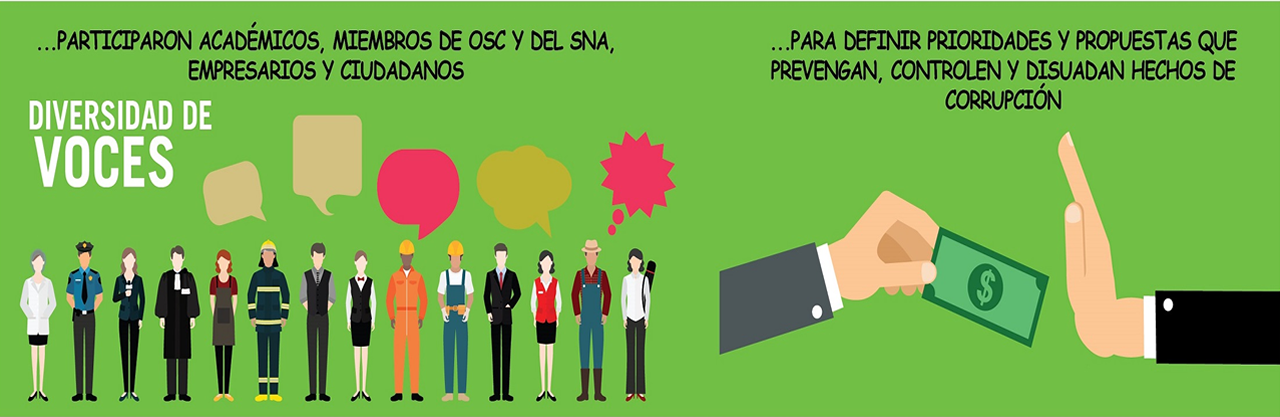 ...PARTICIPARON ACADÉMICOS, MIEMBROS DE OSC Y DEL SNA,
EMPRESARIOS Y CIUDADANOS
DIVERSIDAD DE
VOCES
...PARA DEFINIR PRIORIDADES Y PROPUESTAS QUE
PREVENGAN, CONTROLEN Y DISUADAN HECHOS DE
CORRUPCIÓN
$